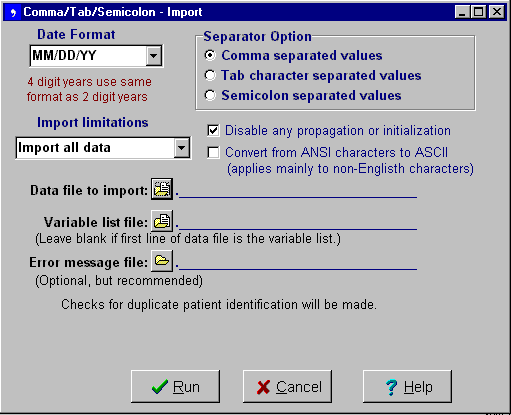 Comma/Tab/Semicolon - Import
Date Format
MM/DD/YY
4 digit years use same
format as 2 digit years
Separator Option
Comma separated values
Tab character separated values
Semicolon separated values
Import limitations
Import all data
Disable any propagation or initialization
Convert from ANSI characters to ASCII
(applies mainly to non-Englisth characters)
Data file to import:
Variable list file:
(Leave blank if first line of data file is the variable list.)
Error message file:
(Optional, but recommended)
Checks for duplicate patient identification will be made.
Run
Cancel
? Help